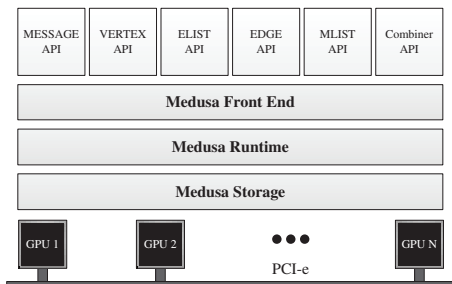 MESSAGE API
VERTEX API
ELIST API
EDGE API
MLIST API
Combiner API
Medusa Front End
Medusa Runtime
Medusa Storage
GPU 1
GPU 2
GPU N
PCI-e